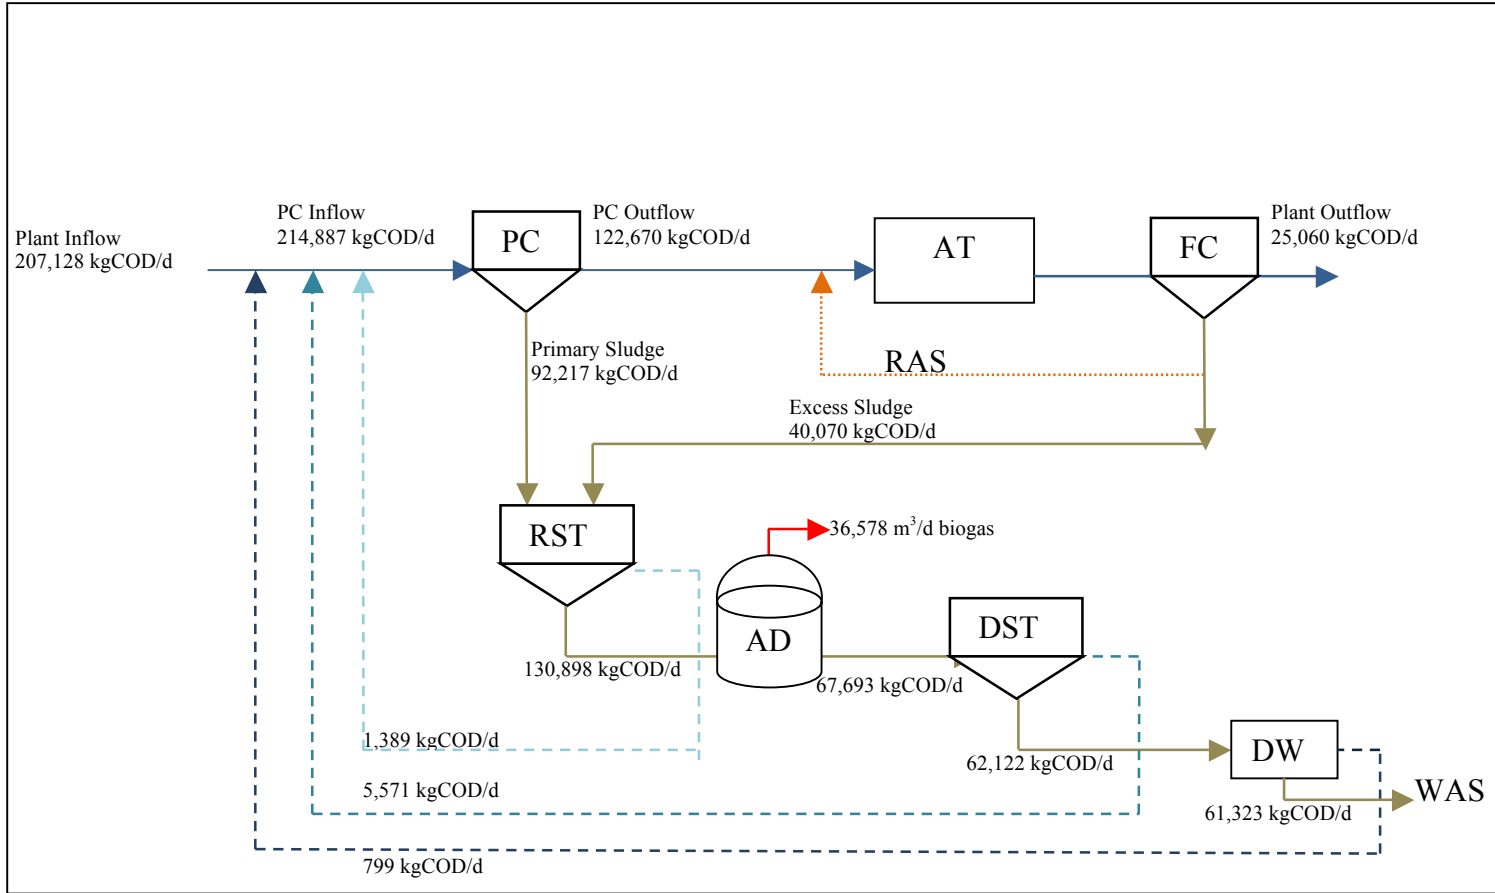 PC Inflow
214,887 kgCOD/d
PC Outflow
122,670 kgCOD/d
Plant Outflow
25,060 kgCOD/d
Plant Inflow
207,128 kgCOD/d
PC
AT
FC
Primary Sludge
92,217 kgCOD/d
RAS
Excess Sludge
40,070 kgCOD/d
RST
36,578 m³/d biogas
AD
DST
130,898 kgCOD/d
67,693 kgCOD/d
1,389 kgCOD/d
62,122 kgCOD/d
DW
5,571 kgCOD/d
WAS
61,323 kgCOD/d
799 kgCOD/d